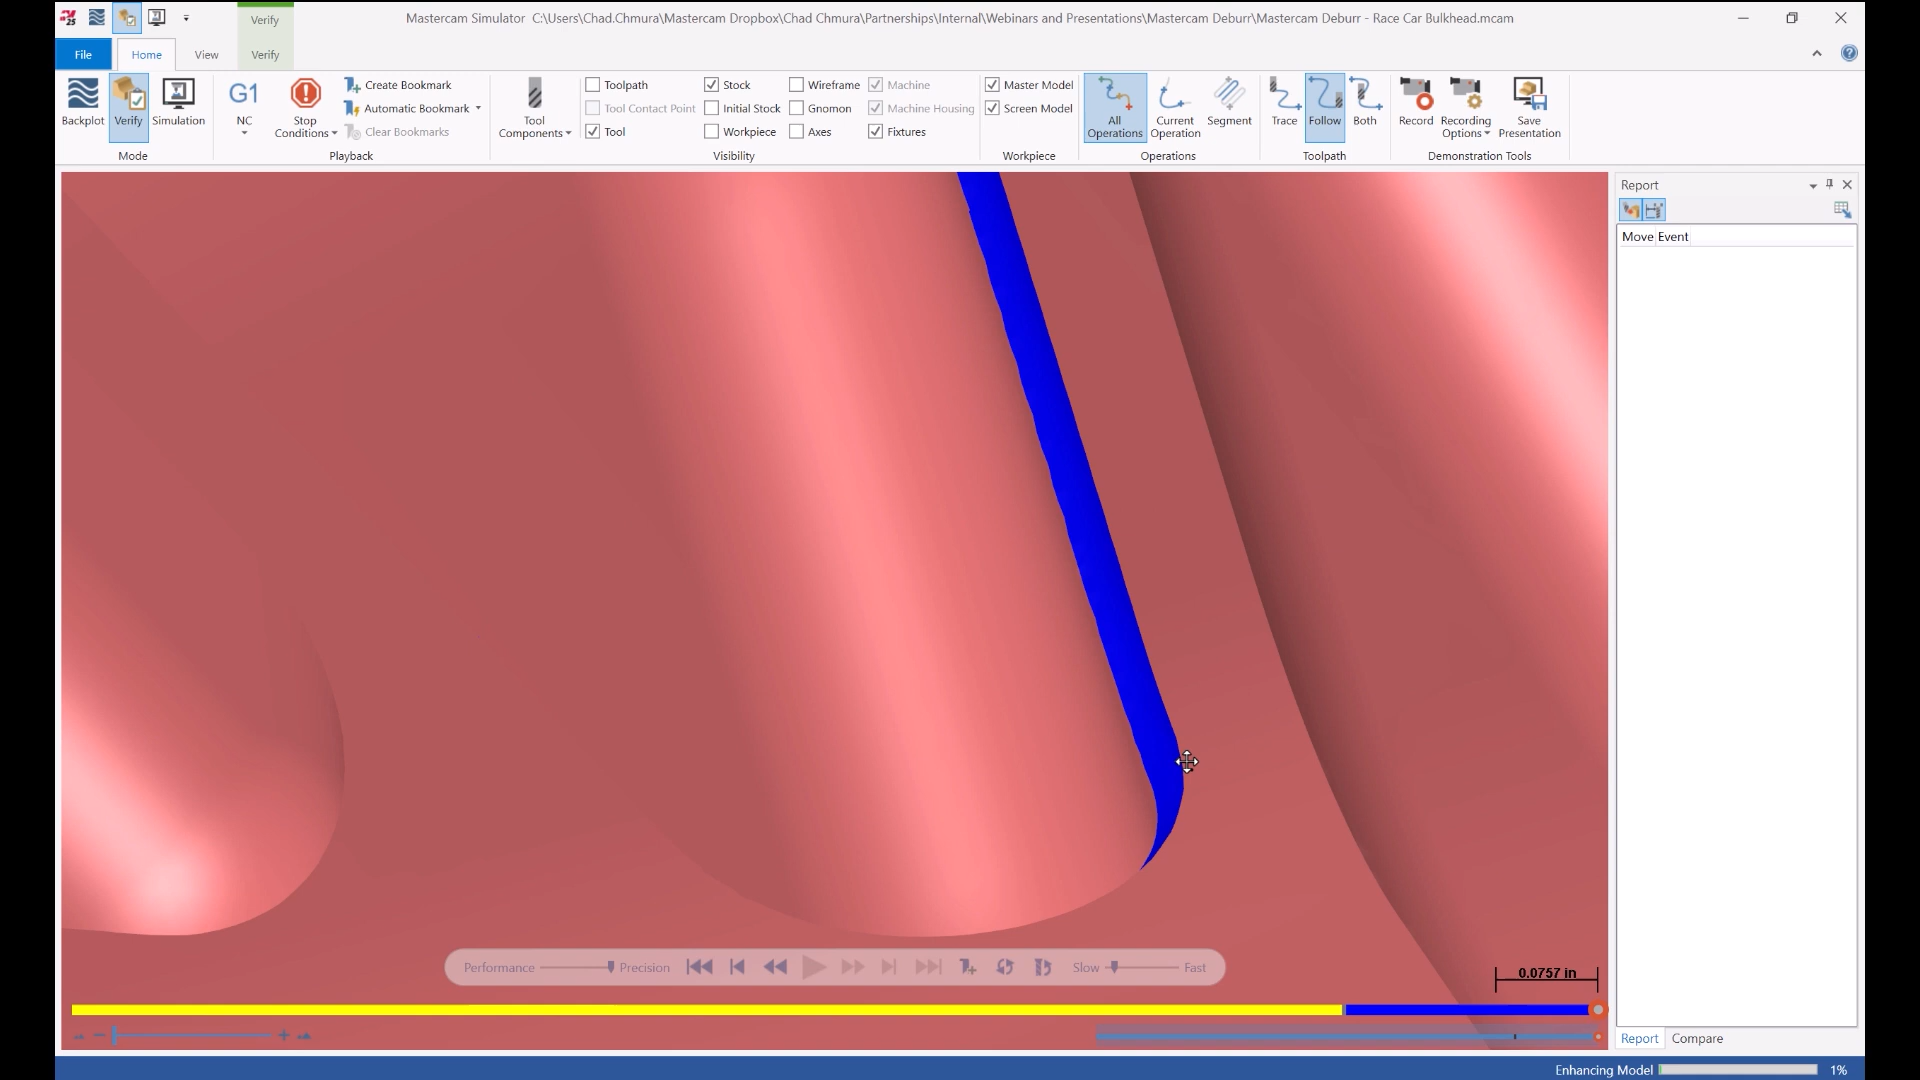 25
Verify
Mastercam Simulator C:\Users\Chad.Chmura\Mastercam Dropbox\Chad Chmura\Partnerships\Internal\Webinars and Presentations\Mastercam Deburr\Mastercam Deburr - Race Car Bulkhead.mcam
File Home View Verify
Backplot
Verify
Simulation
Mode
G1
NC
Stop Conditions
Create Bookmark
Automatic Bookmark
Clear Bookmarks
Playback
Tool Components
Toolpath
Tool Contact Point
Tool
Stock
Initial Stock
Workpiece
Wireframe
Gnomon
Axes
Machine
Machine Housing
Fixtures
Visibility
Master Model
Screen Model
Workpiece
All Operations
Current Operation
Segment
Operations
Trace
Follow
Both
Toolpath
Record
Recording Options
Save Presentation
Demonstration Tools
Report
Move Event
Performance Precision Slow Fast
0.0757 in
Report Compare
Enhancing Model 1%